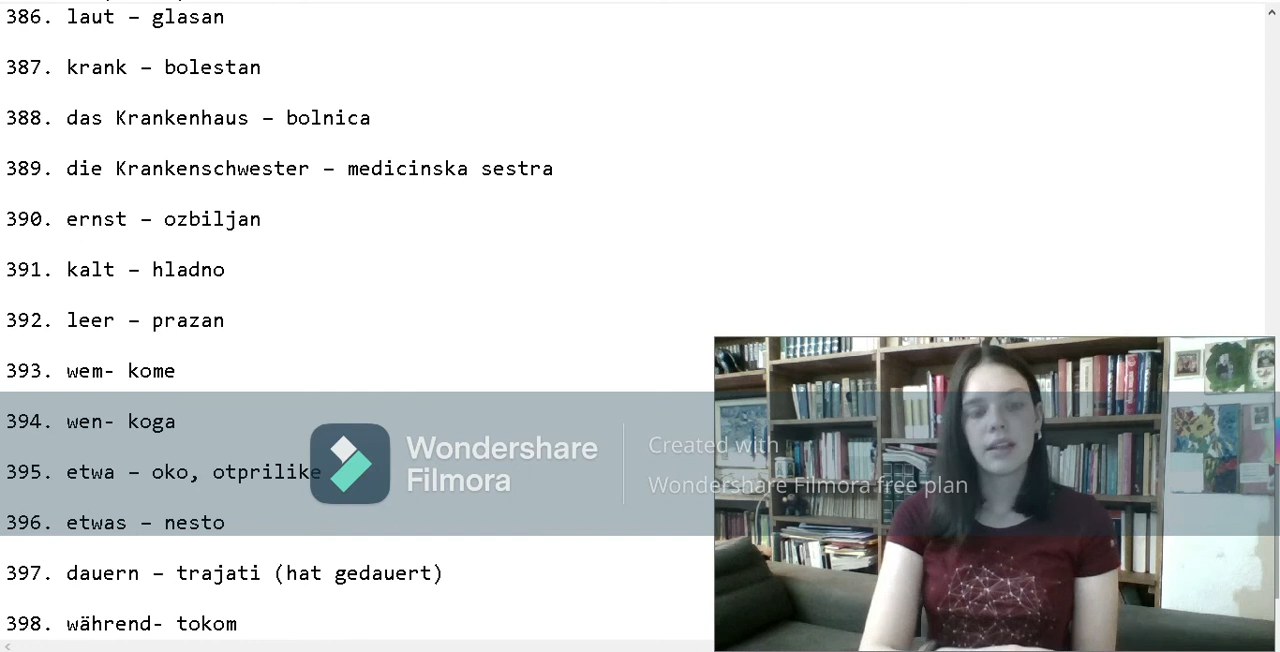 386. laut – glasan
387. krank – bolestan
388. das Krankenhaus – bolnica
389. die Krankenschwester – medicinska sestra
390. ernst – ozbiljan
391. kalt – hladno
392. leer – prazan
393. wem- kome
394. wen- koga
395. etwa – oko, otprilike
396. etwas – nesto
397. dauern – trajati (hat gedauert)
398. während- tokom
Wondershare
Filmora
Created with
Wondershare Filmora free plan